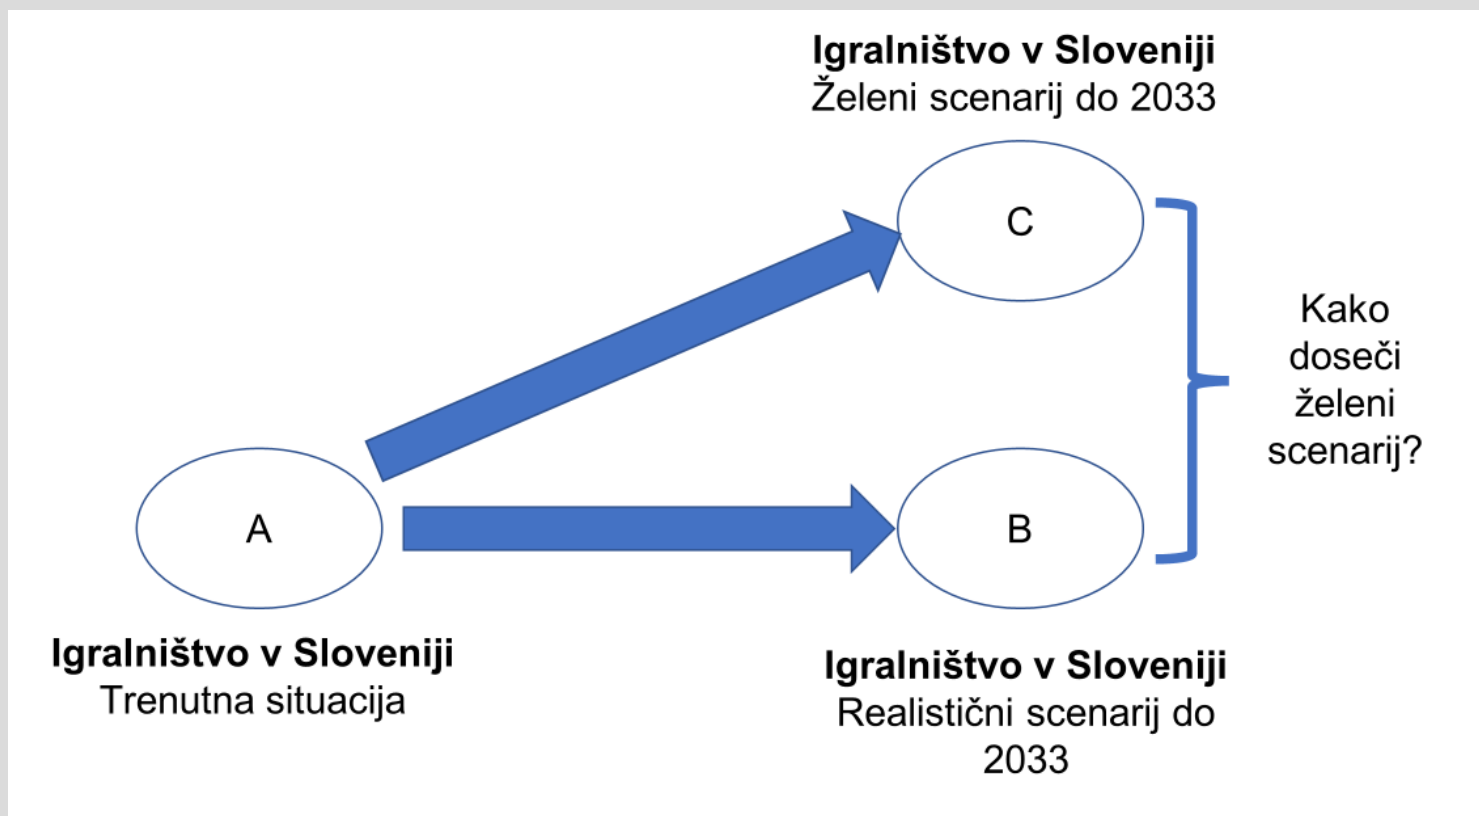 Igralništvo v Sloveniji
Želeni scenarij do 2033
C
Kako
doseči
želeni
scenarij?
A
B
Igralništvo v Sloveniji
Trenutna situacija
Igralništvo v Sloveniji
Realistični scenarij do
2033